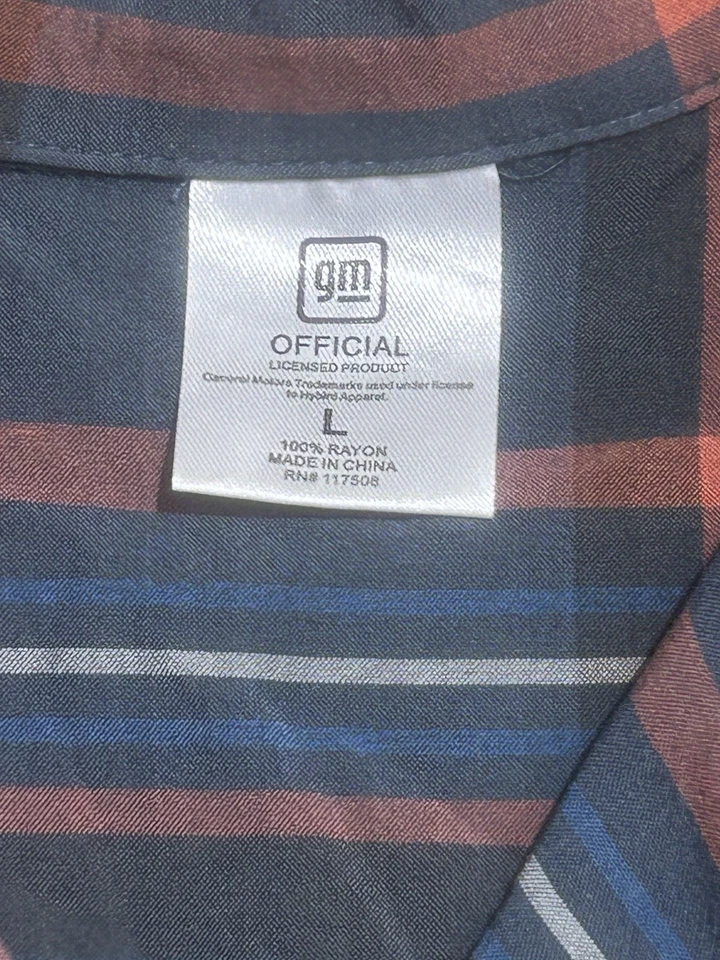 gm
OFFICIAL
LICENSED PRODUCT
General Motors Trademarks used under license
to Hybird Apparel.
L
100% RAYON
MADE IN CHINA
RN# 117508